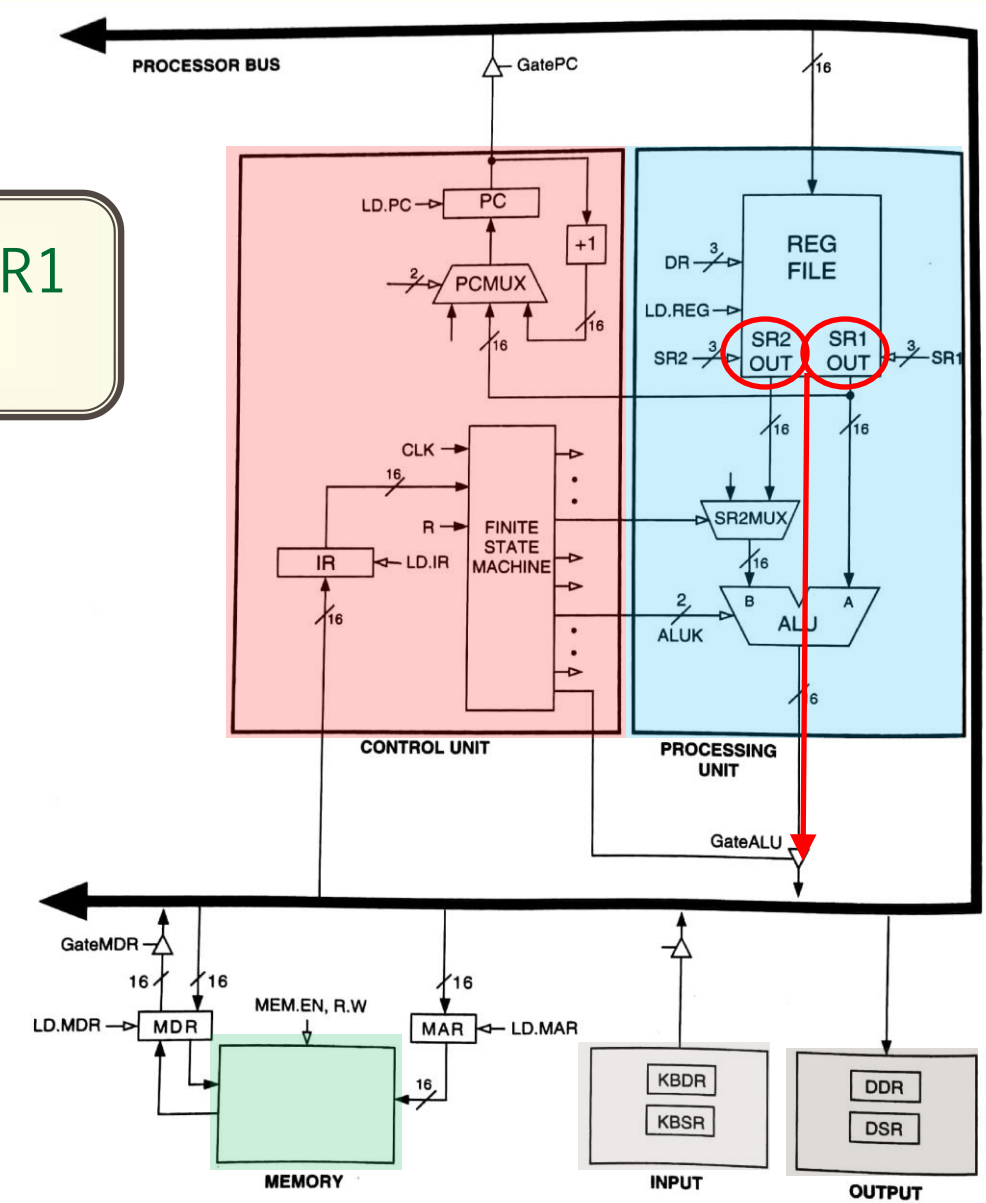 PROCESSOR BUS
GatePC
16
R1
LD.PC
PC
+1
2
PCMUX
16
16
REG
FILE
DR
3
LD.REG
SR2
3
SR2
OUT
SR1
OUT
3
SR1
16
16
CLK
16
R
FINITE
STATE
MACHINE
IR
LD.IR
16
SR2MUX
16
B
A
ALU
2
ALUK
6
CONTROL UNIT
PROCESSING
UNIT
GateALU
GateMDR
16
16
16
LD.MDR
MDR
MEM.EN, R.W
MAR
LD.MAR
16
KBDR
KBSR
DDR
DSR
MEMORY
INPUT
OUTPUT